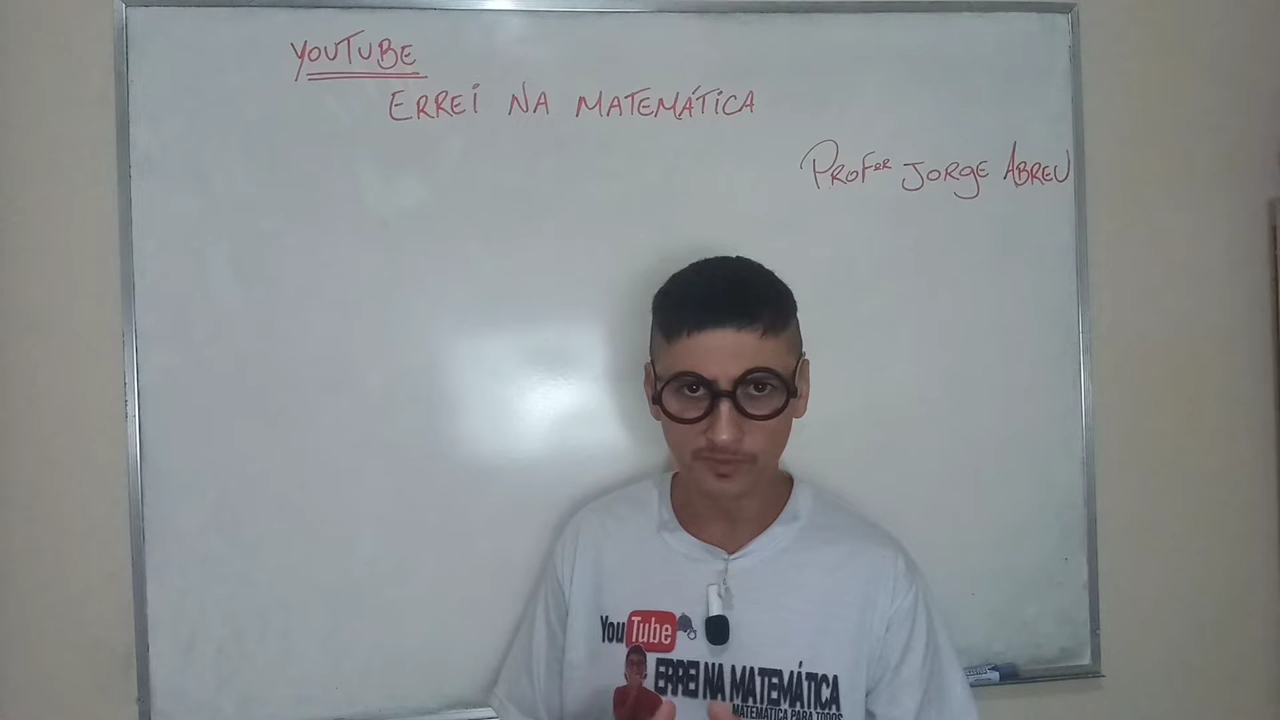 YOUTUBE
ERREI NA MATEMÁTICA
PROFER JORGE ABREU
YouTube
ERREI NA MATEMÁTICA
MATEMÁTICA PARA TODOS